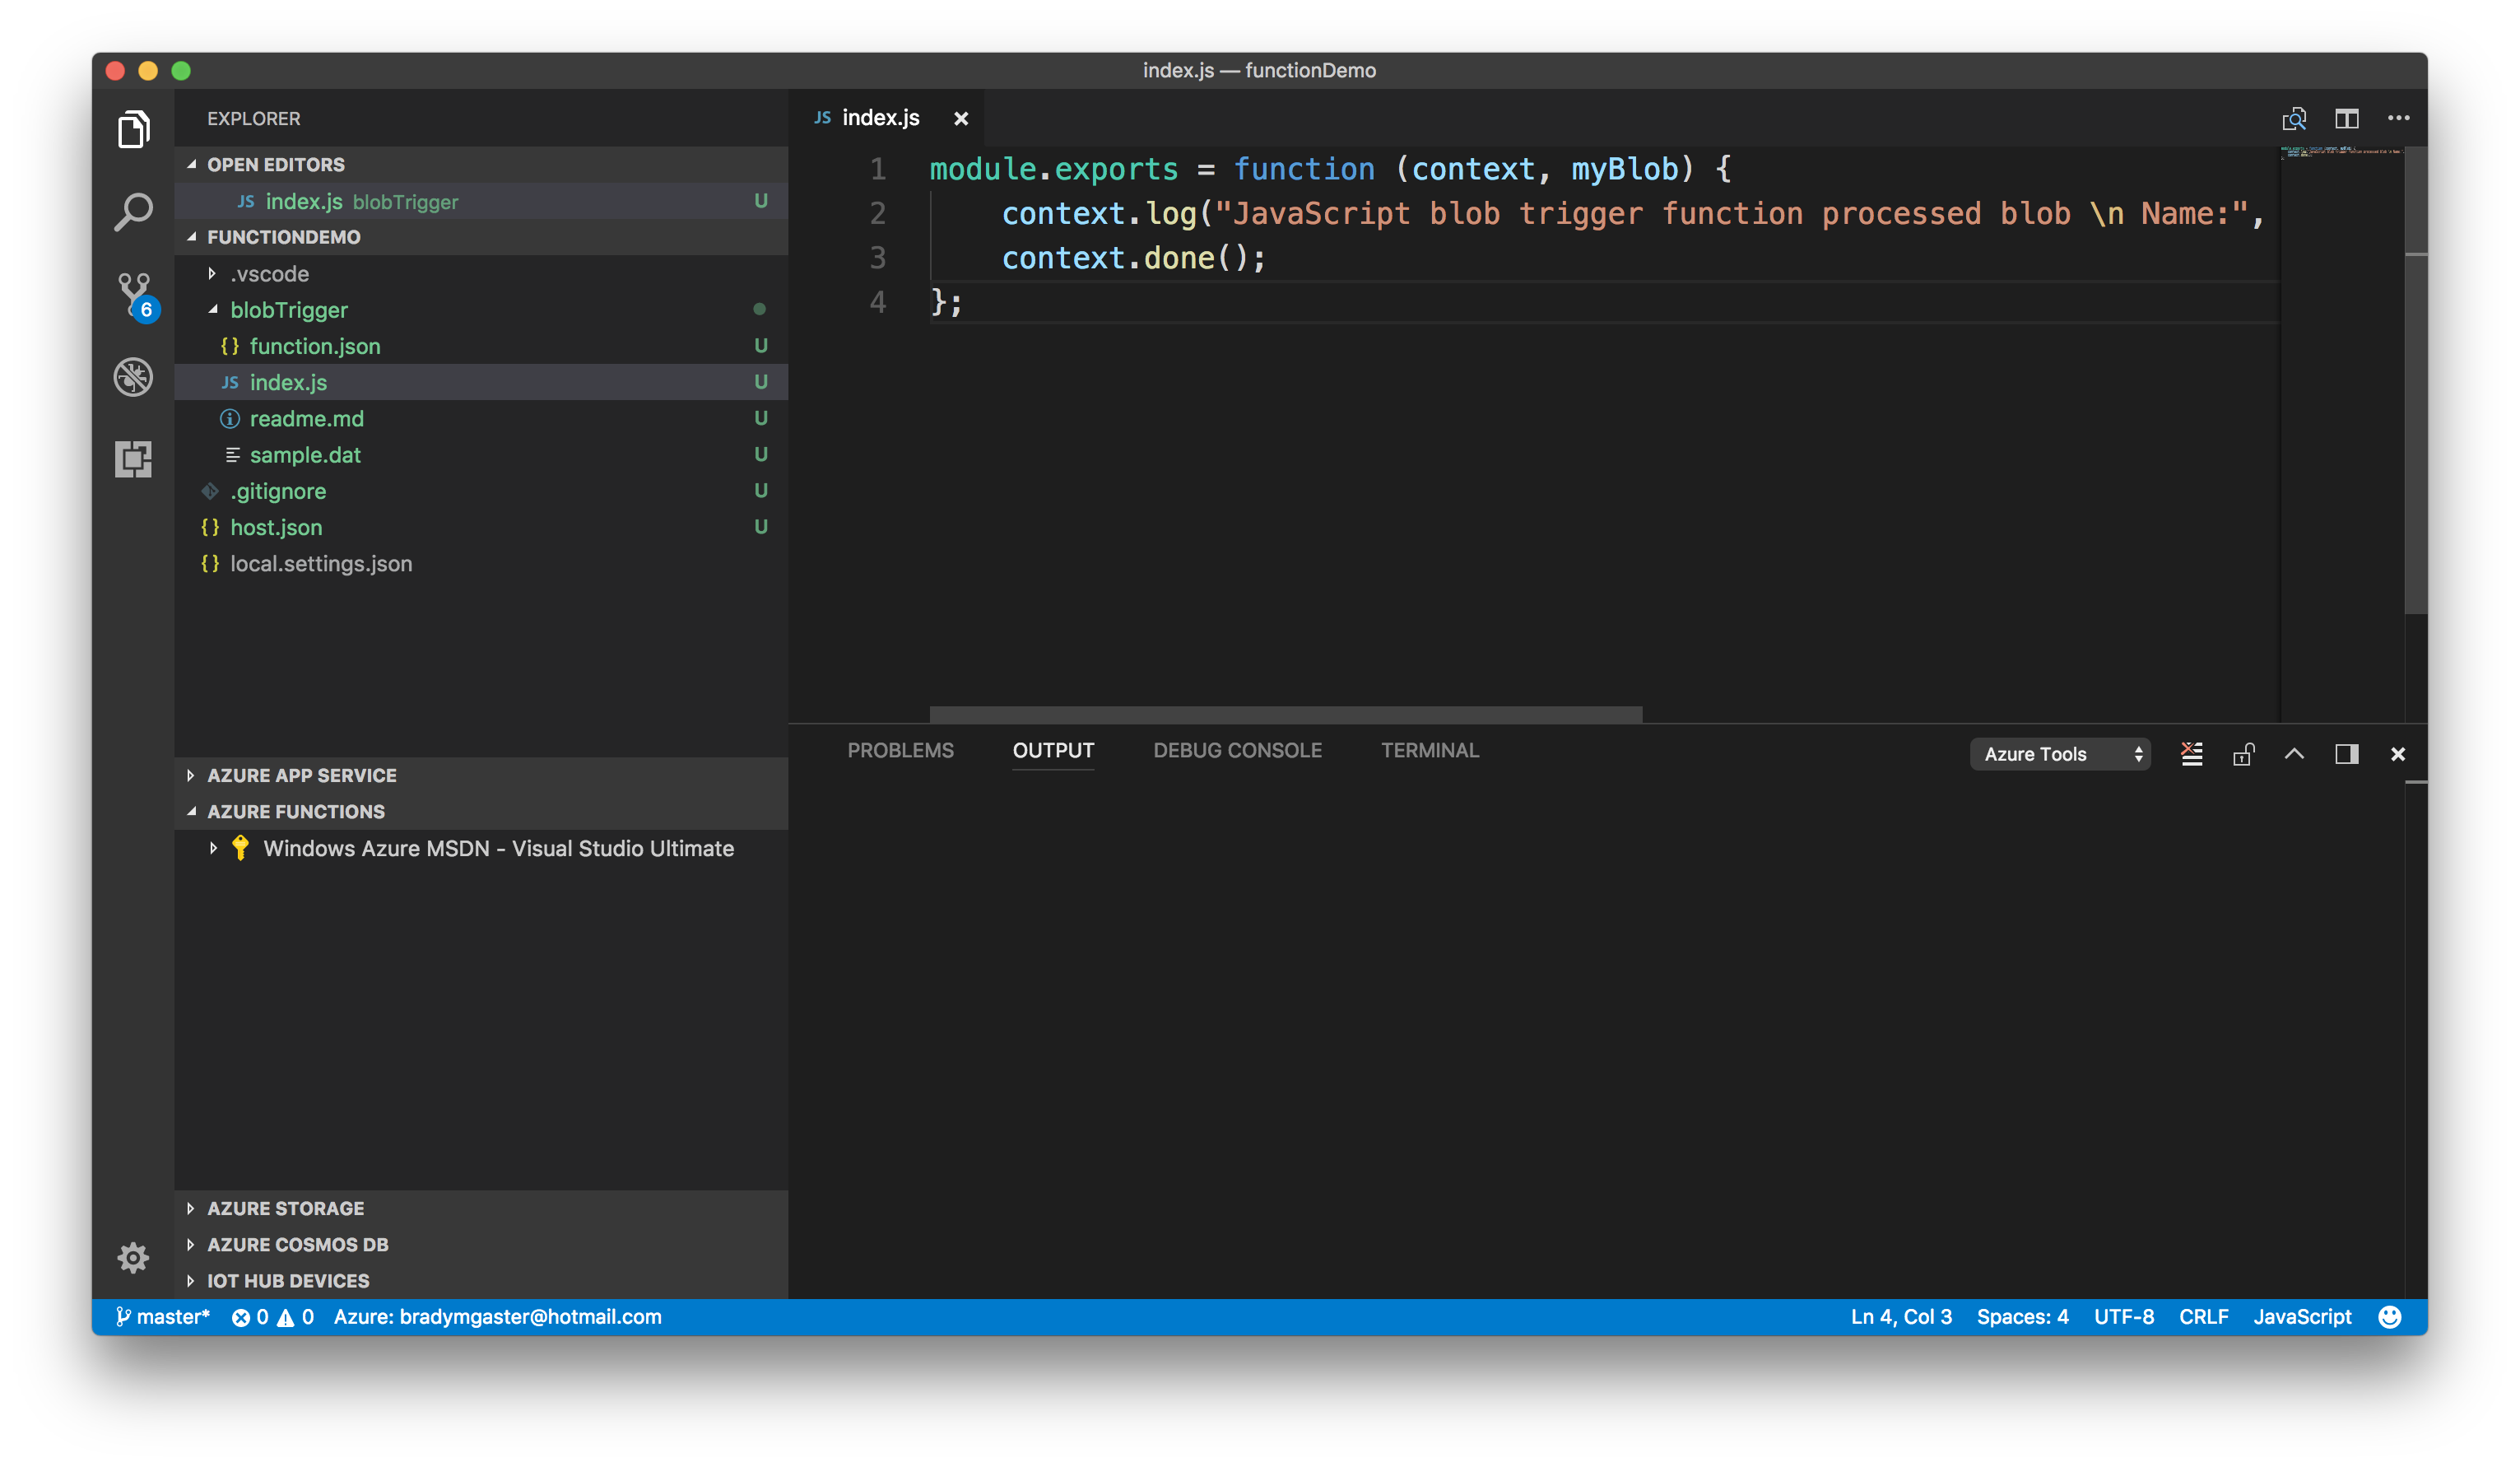 index.js — functionDemo
EXPLORER
OPEN EDITORS
JS index.js blobTrigger U
FUNCTIONDEMO
.vscode
blobTrigger
{} function.json U
JS index.js U
readme.md U
sample.dat U
.gitignore U
{} host.json U
{} local.settings.json
6
AZURE APP SERVICE
AZURE FUNCTIONS
Windows Azure MSDN - Visual Studio Ultimate
AZURE STORAGE
AZURE COSMOS DB
IOT HUB DEVICES
JS index.js
1 module.exports = function (context, myBlob) {
2 context.log("JavaScript blob trigger function processed blob \n Name:",
3 context.done();
4 };
PROBLEMS OUTPUT DEBUG CONSOLE TERMINAL Azure Tools
master* 0 0 Azure: bradymgaster@hotmail.com Ln 4, Col 3 Spaces: 4 UTF-8 CRLF JavaScript